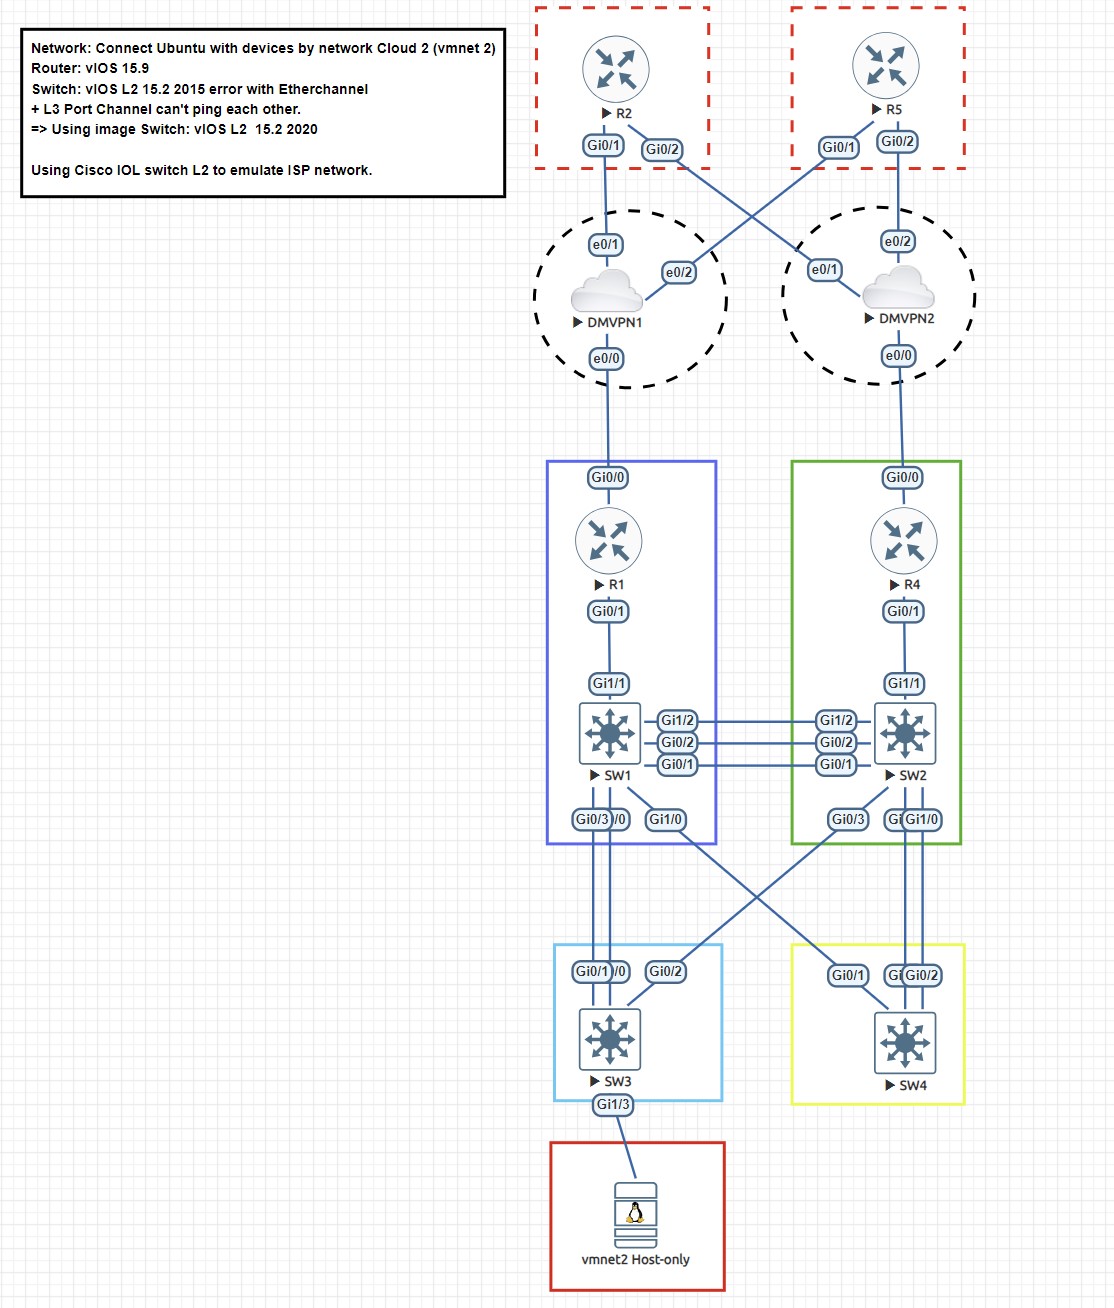 Network: Connect Ubuntu with devices by network Cloud 2 (vmnet 2)
Router: vIOS 15.9
Switch: vIOS L2 15.2 2015 error with Etherchannel
+ L3 Port Channel can't ping each other.
=> Using image Switch: vIOS L2  15.2 2020
Using Cisco IOL switch L2 to emulate ISP network.
R2
R5
Gi0/1
Gi0/2
Gi0/1
Gi0/2
e0/1
e0/2
e0/1
e0/2
DMVPN1
DMVPN2
e0/0
e0/0
Gi0/0
Gi0/0
R1
R4
Gi0/1
Gi0/1
Gi1/1
Gi1/1
Gi1/2
Gi1/2
Gi0/2
Gi0/2
Gi0/1
Gi0/1
SW1
SW2
Gi0/3
/0
Gi1/0
Gi0/3
Gi
Gi1/0
Gi0/1
/0
Gi0/2
Gi0/1
Gi
Gi0/2
SW3
SW4
Gi1/3
vmnet2 Host-only